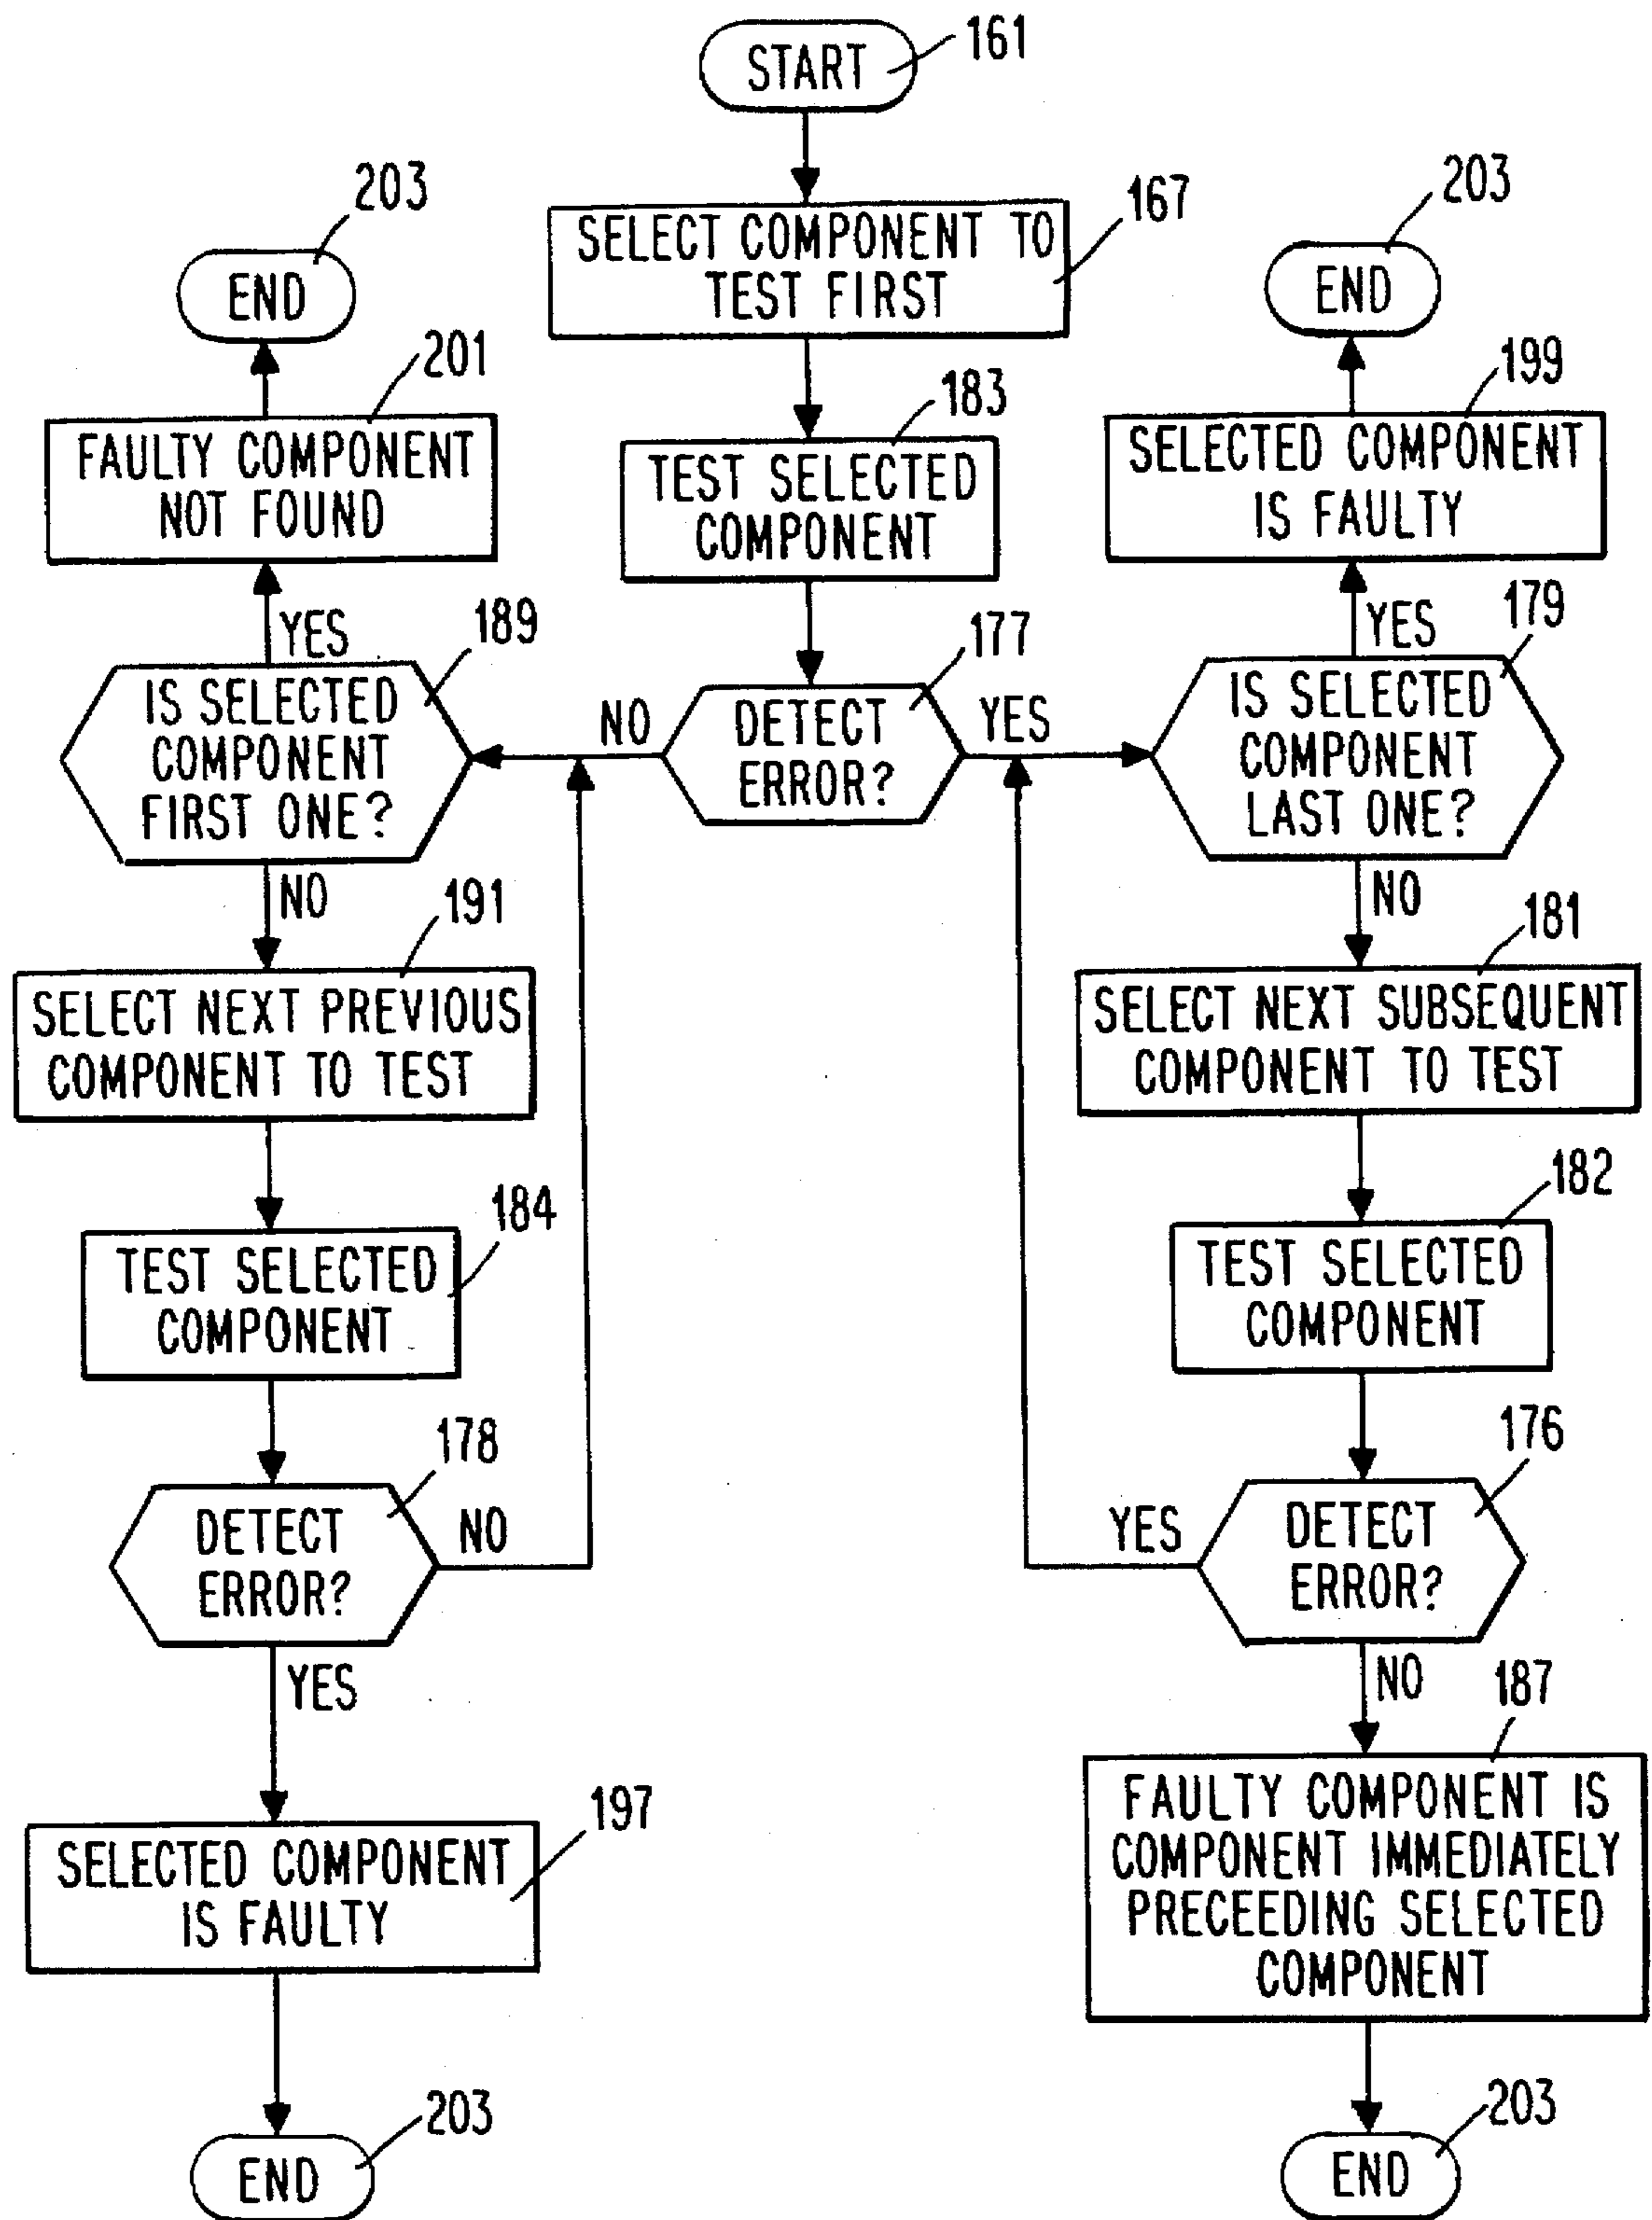 START
161
203
END
SELECT COMPONENT TO
TEST FIRST
167
203
END
201
FAULTY COMPONENT
NOT FOUND
183
TEST SELECTED
COMPONENT
199
SELECTED COMPONENT
IS FAULTY
YES
189
IS SELECTED
COMPONENT
FIRST ONE?
NO
177
DETECT
ERROR?
YES
YES
179
IS SELECTED
COMPONENT
LAST ONE?
NO
191
SELECT NEXT PREVIOUS
COMPONENT TO TEST
184
TEST SELECTED
COMPONENT
178
DETECT
ERROR?
NO
YES
197
SELECTED COMPONENT
IS FAULTY
203
END
NO
181
SELECT NEXT SUBSEQUENT
COMPONENT TO TEST
182
TEST SELECTED
COMPONENT
176
YES
DETECT
ERROR?
NO
187
FAULTY COMPONENT IS
COMPONENT IMMEDIATELY
PRECEEDING SELECTED
COMPONENT
203
END